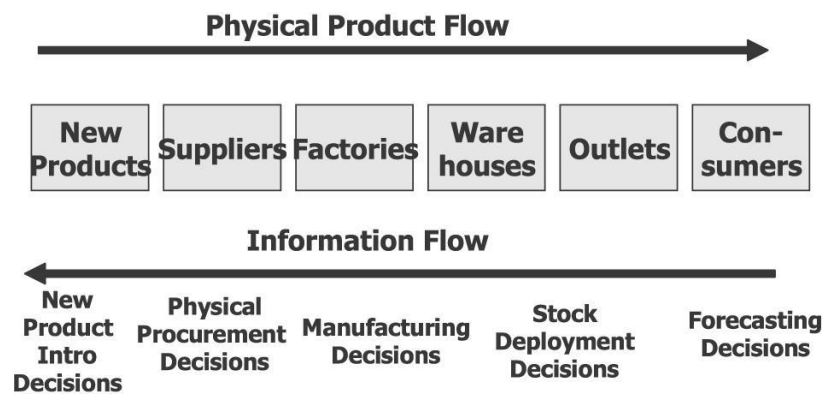 Physical Product Flow
New
Products
Suppliers
Factories
Ware
houses
Outlets
Con-
sumers
Information Flow
New
Product
Intro
Decisions
Physical
Procurement
Decisions
Manufacturing
Decisions
Stock
Deployment
Decisions
Forecasting
Decisions